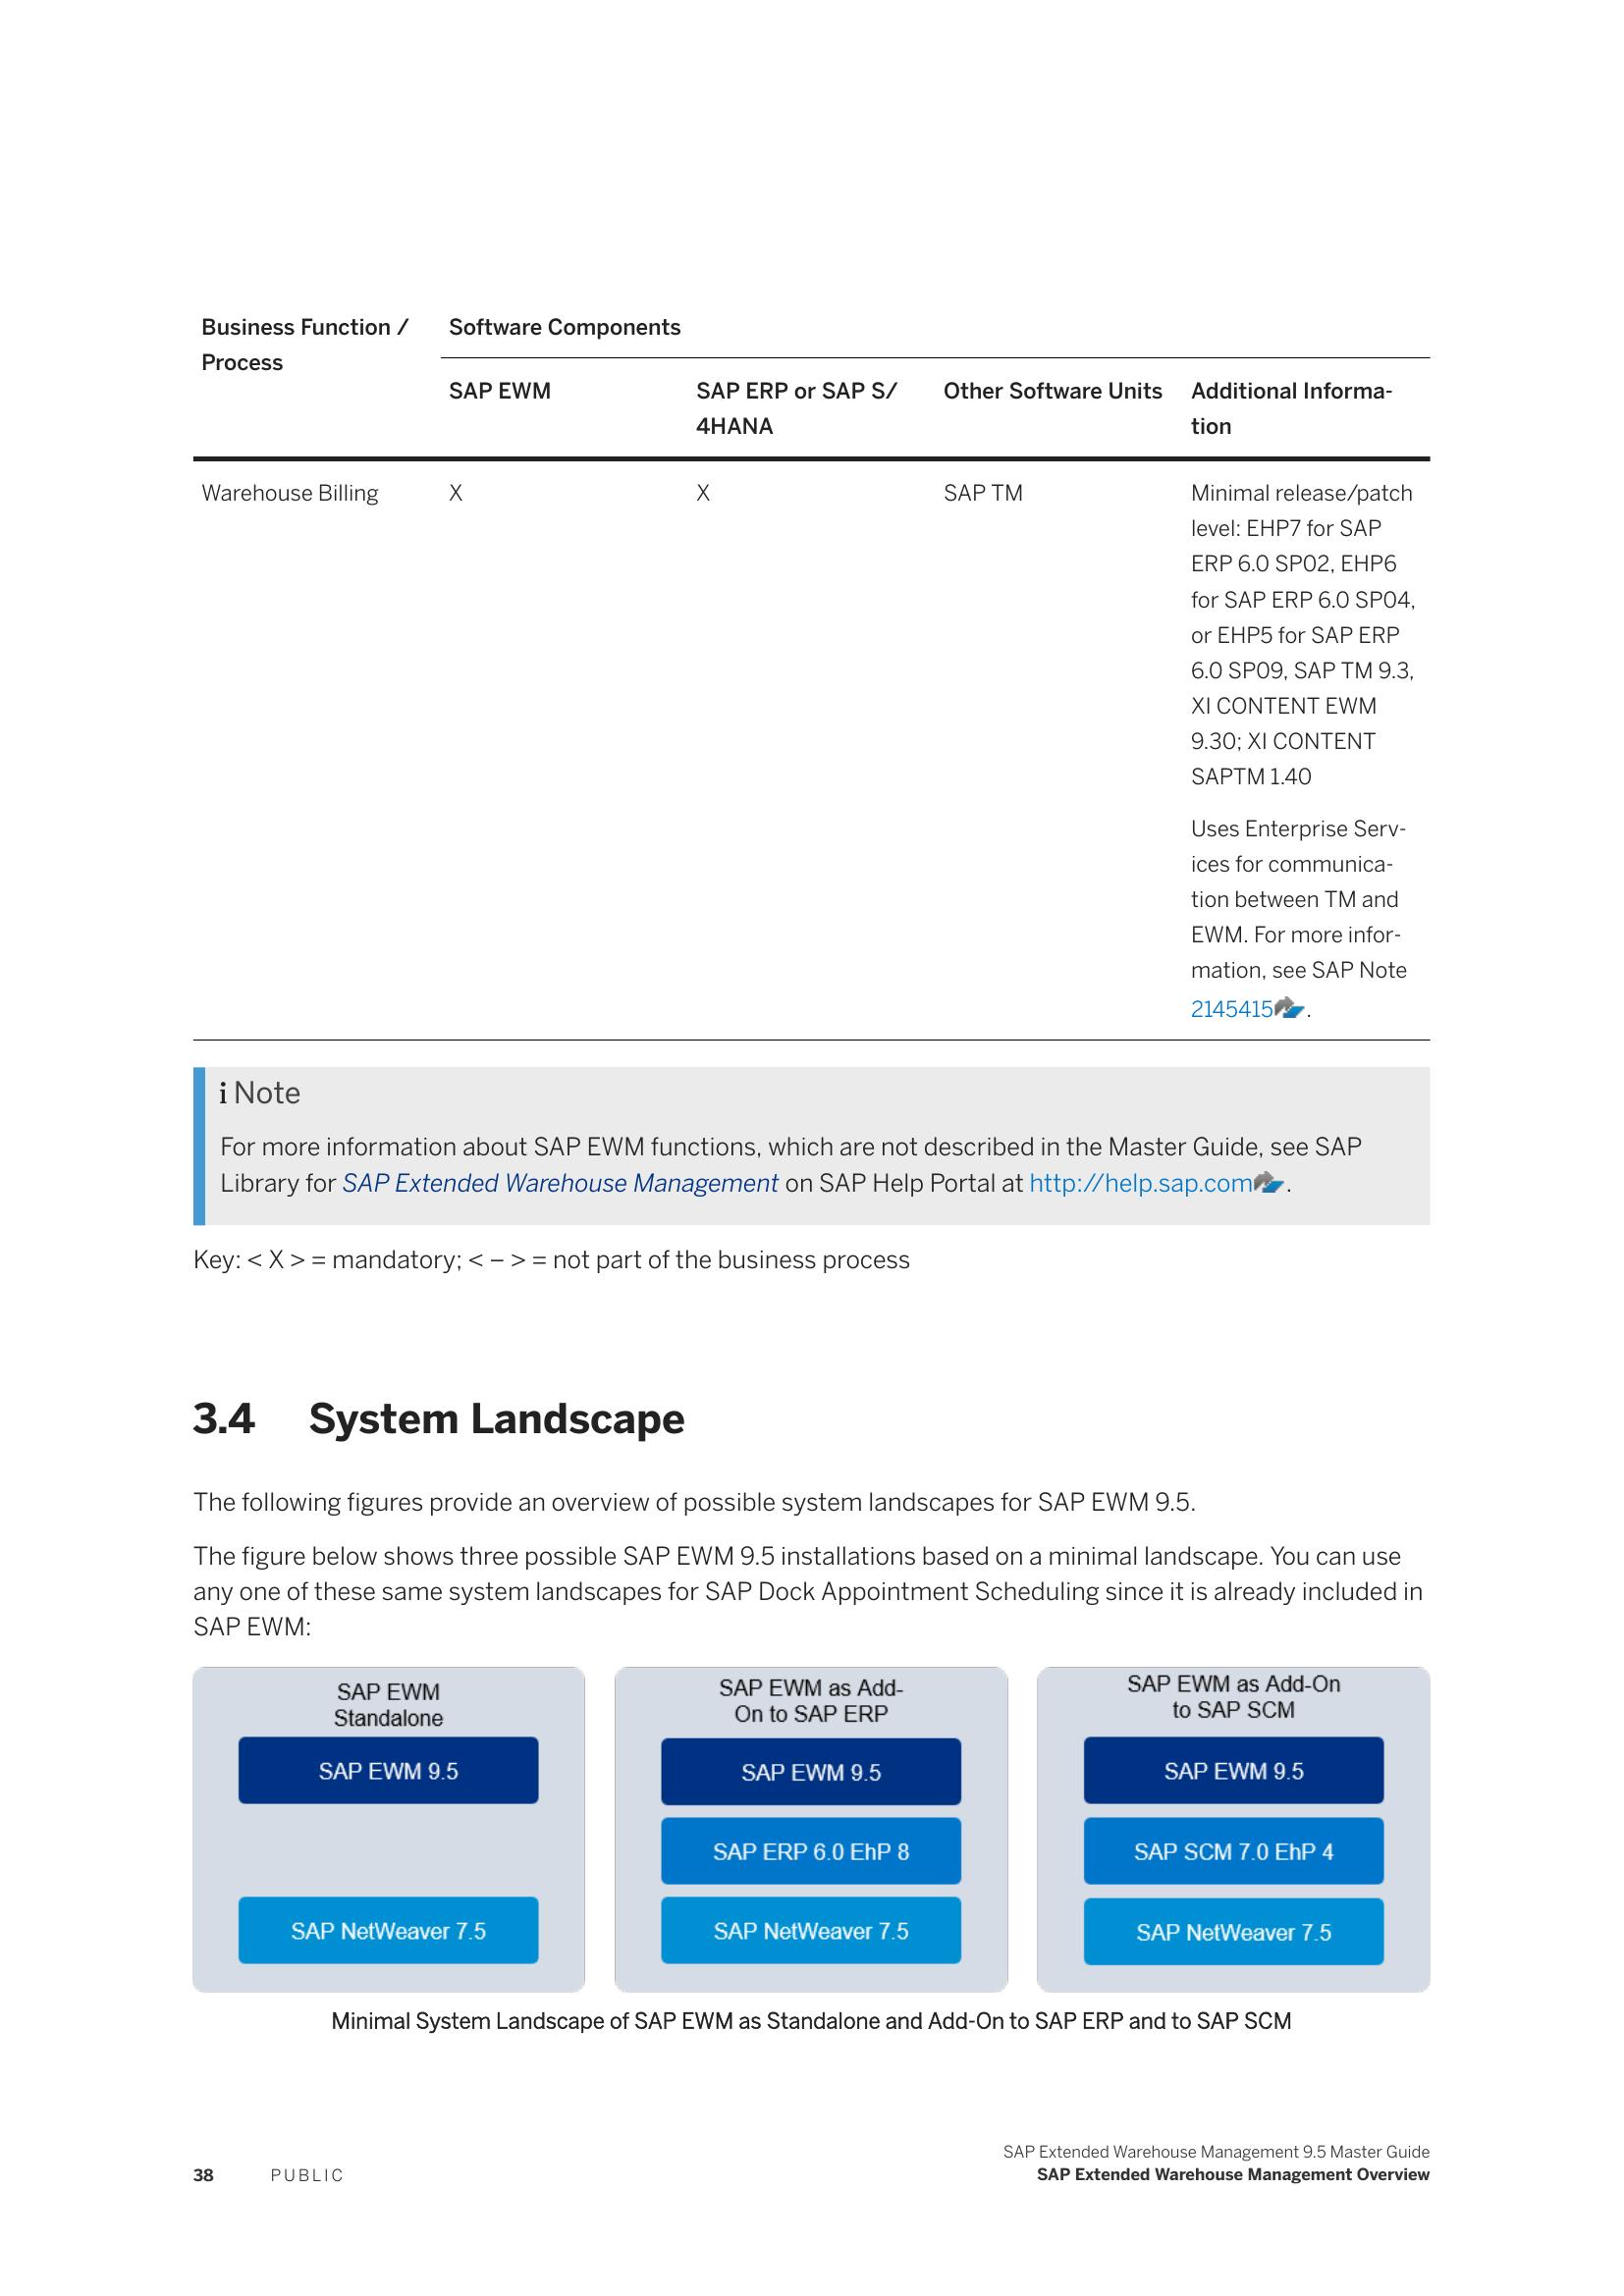 Business Function /
Process
Software Components
SAP EWM
SAP ERP or SAP S/
4HANA
Other Software Units
Additional Informa-
tion
Warehouse Billing
X
X
SAP TM
Minimal release/patch
level: EHP7 for SAP
ERP 6.0 SP02, EHP6
for SAP ERP 6.0 SP04,
or EHP5 for SAP ERP
6.0 SP09, SAP TM 9.3,
XI CONTENT EWM
9.30; XI CONTENT
SAPTM 1.40
Uses Enterprise Serv-
ices for communica-
tion between TM and
EWM. For more infor-
mation, see SAP Note
2145415.
i Note
For more information about SAP EWM functions, which are not described in the Master Guide, see SAP
Library for SAP Extended Warehouse Management on SAP Help Portal at http://help.sap.com.
Key: < X > = mandatory; < – > = not part of the business process
3.4 System Landscape
The following figures provide an overview of possible system landscapes for SAP EWM 9.5.
The figure below shows three possible SAP EWM 9.5 installations based on a minimal landscape. You can use
any one of these same system landscapes for SAP Dock Appointment Scheduling since it is already included in
SAP EWM:
SAP EWM
Standalone
SAP EWM 9.5
SAP NetWeaver 7.5
SAP EWM as Add-
On to SAP ERP
SAP EWM 9.5
SAP ERP 6.0 EhP 8
SAP NetWeaver 7.5
SAP EWM as Add-On
to SAP SCM
SAP EWM 9.5
SAP SCM 7.0 EhP 4
SAP NetWeaver 7.5
Minimal System Landscape of SAP EWM as Standalone and Add-On to SAP ERP and to SAP SCM
38 PUBLIC
SAP Extended Warehouse Management 9.5 Master Guide
SAP Extended Warehouse Management Overview